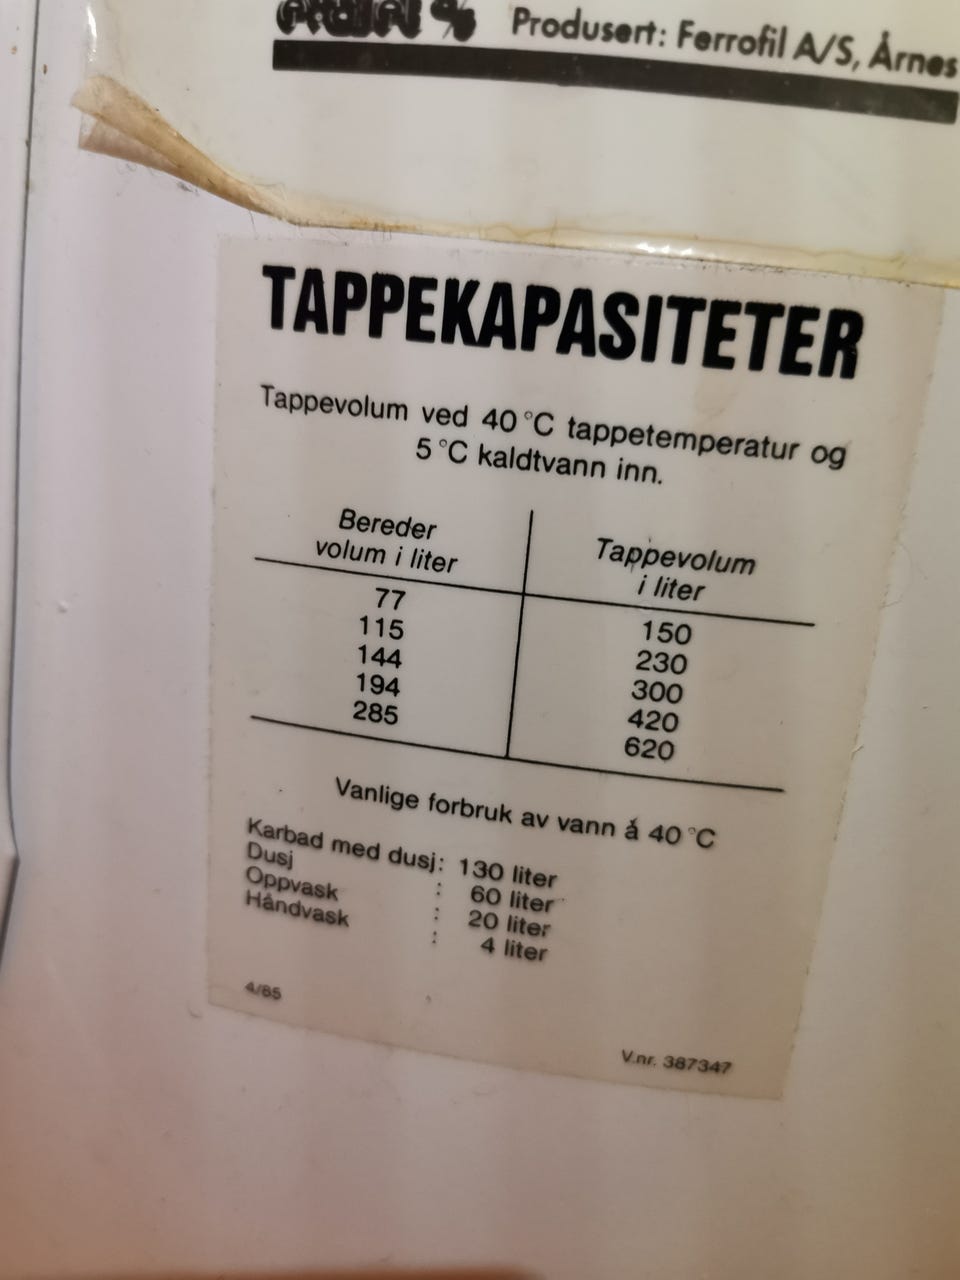 Produsert: Ferrofil A/S, Årnes
TAPPEKAPASITETER
Tappevolum ved 40 °C tappetemperatur og
5 °C kaldtvann inn.
Bereder Tappevolum
volum i liter i liter
77 150
115 230
144 300
194 420
285 620
Vanlige forbruk av vann å 40 °C
Karbad med dusj: 130 liter
Dusj : 60 liter
Oppvask : 20 liter
Håndvask : 4 liter
4/85
V.nr. 387347